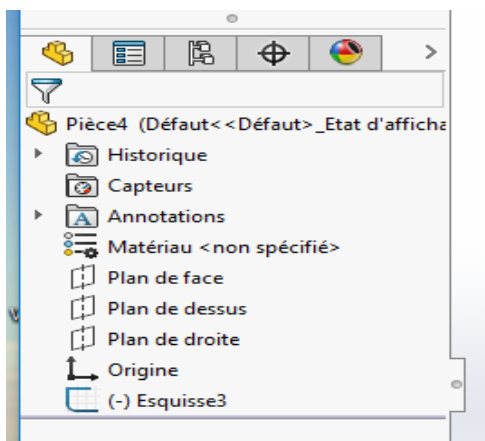 Pièce4 (Défaut<<Défaut>_Etat d'afficha
Historique
Capteurs
A Annotations
Matériau <non spécifié>
Plan de face
Plan de dessus
Plan de droite
Origine
(-) Esquisse3